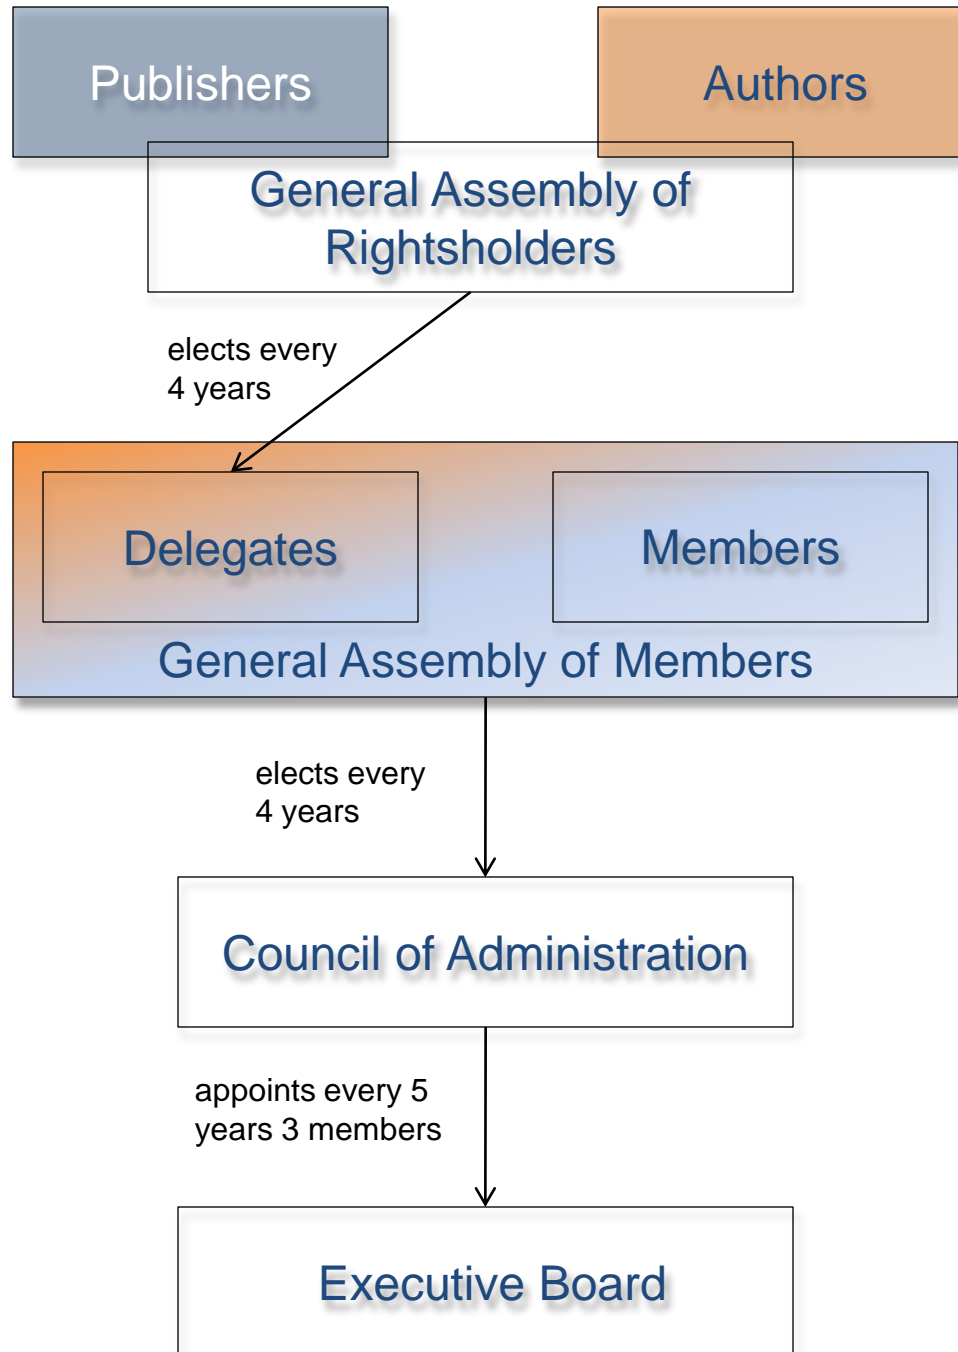 Publishers
Authors
General Assembly of
Rightsholders
elects every
4 years
Delegates
Members
General Assembly of Members
elects every
4 years
Council of Administration
appoints every 5
years 3 members
Executive Board